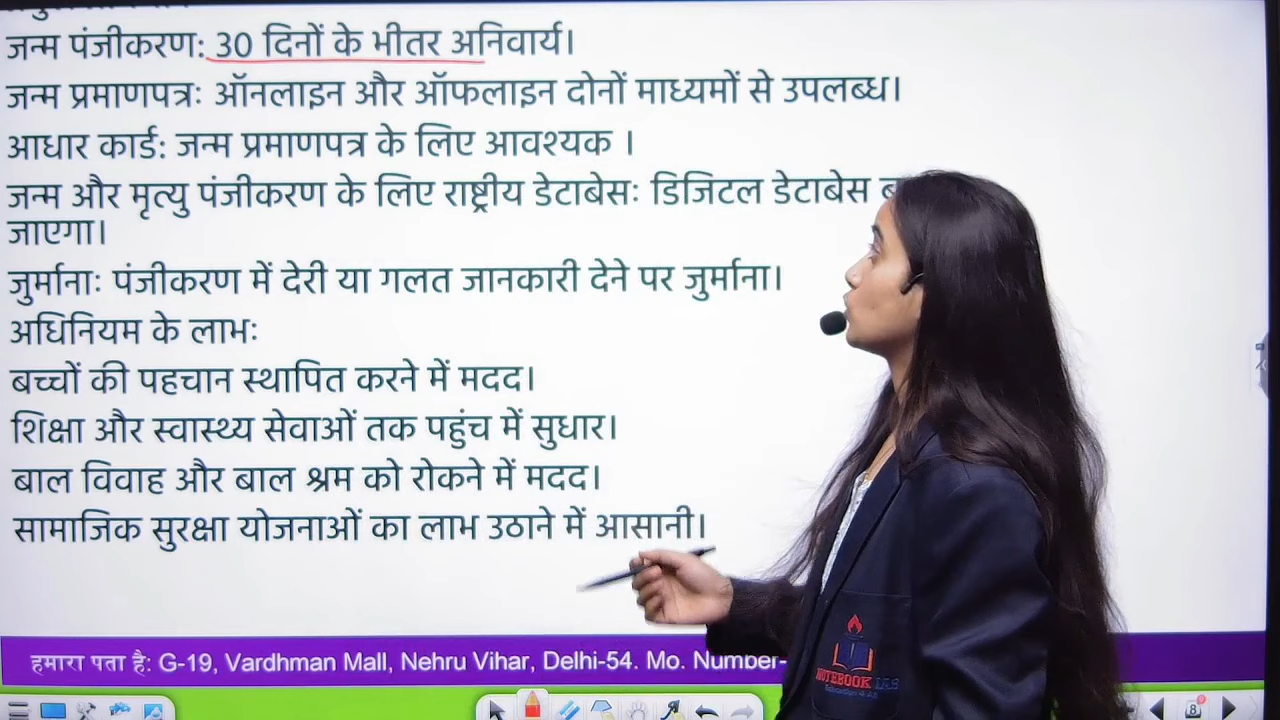 जन्म पंजीकरण: 30 दिनों के भीतर अनिवार्य।
जन्म प्रमाणपत्रः ऑनलाइन और ऑफलाइन दोनों माध्यमों से उपलब्ध।
आधार कार्ड: जन्म प्रमाणपत्र के लिए आवश्यक ।
जन्म और मृत्यु पंजीकरण के लिए राष्ट्रीय डेटाबेसः डिजिटल डेटाबेस
जाएगा।
जुर्मानाः पंजीकरण में देरी या गलत जानकारी देने पर जुर्माना।
अधिनियम के लाभः
बच्चों की पहचान स्थापित करने में मदद।
शिक्षा और स्वास्थ्य सेवाओं तक पहुंच में सुधार।
बाल विवाह और बाल श्रम को रोकने में मदद।
सामाजिक सुरक्षा योजनाओं का लाभ उठाने में आसानी।
हमारा पता है: G-19, Vardhman Mall, Nehru Vihar, Delhi-54. Mo. Number-
NOTEBOOK IAS
8